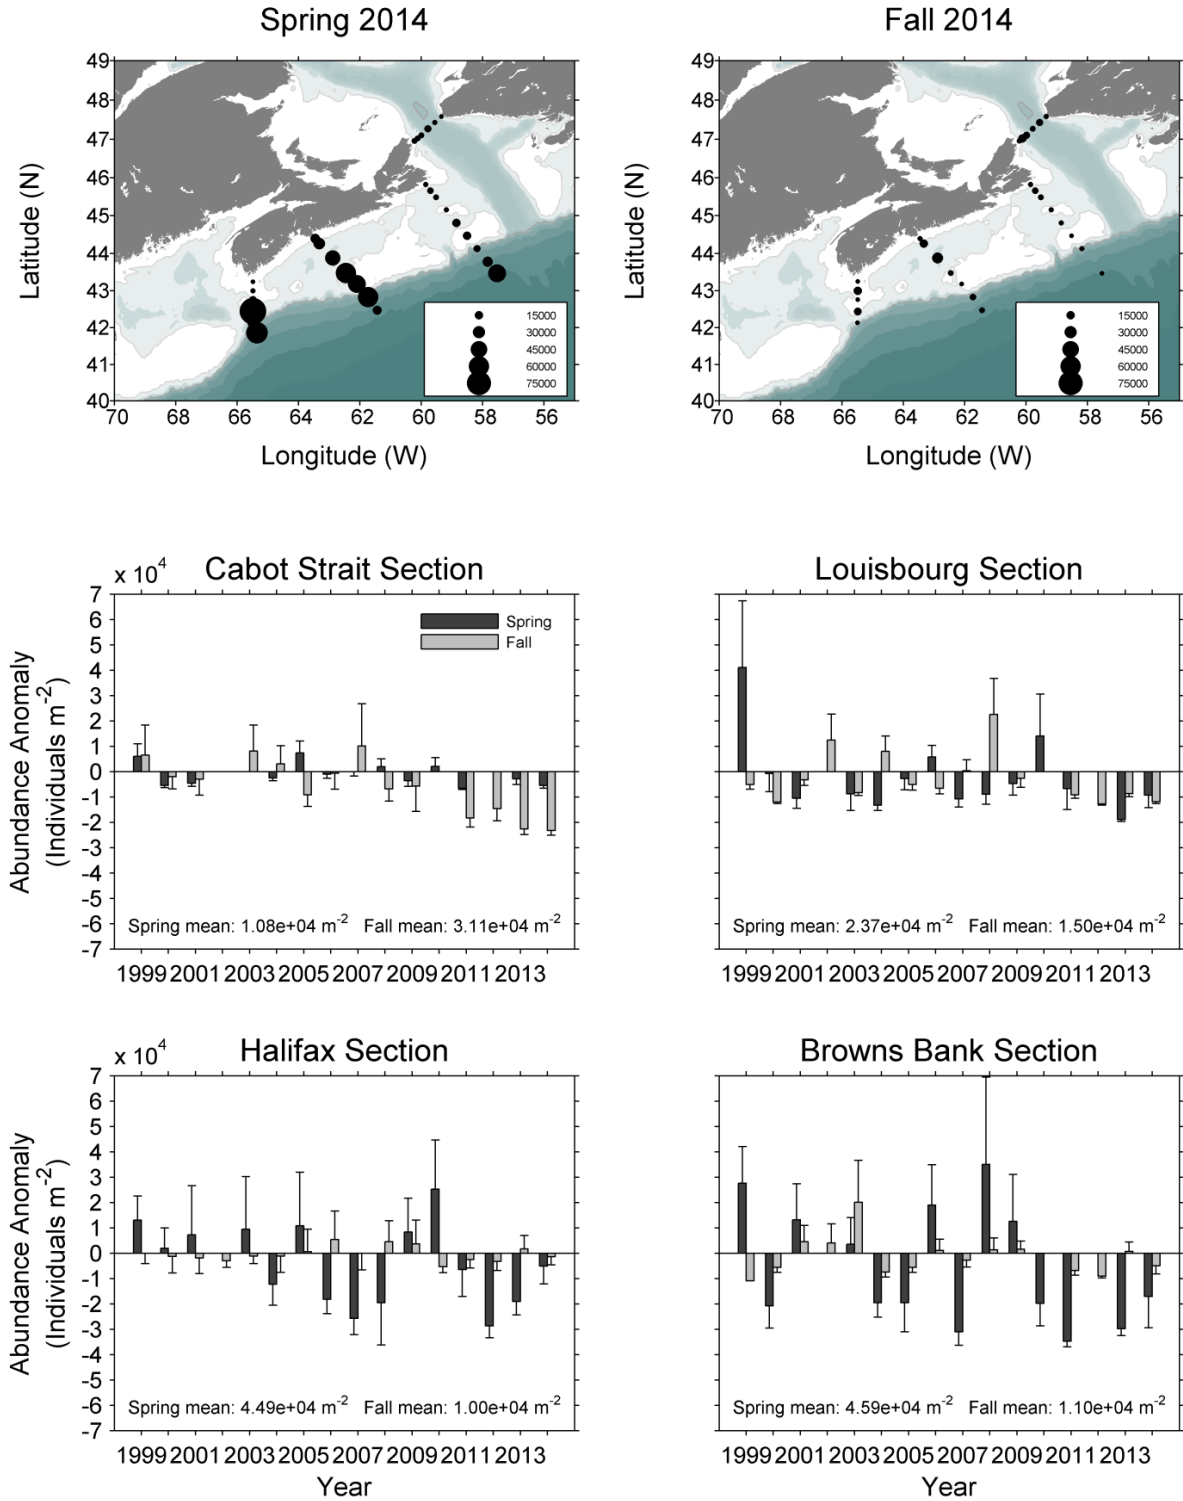 Spring 2014
Fall 2014
49
48
47
46
45
44
43
42
41
40
Latitude (N)
70 68 66 64 62 60 58 56
Longitude (W)
15000
30000
45000
60000
75000
49
48
47
46
45
44
43
42
41
40
Latitude (N)
70 68 66 64 62 60 58 56
Longitude (W)
15000
30000
45000
60000
75000
x 10⁴
Cabot Strait Section
7
6
5
4
3
2
1
0
-1
-2
-3
-4
-5
-6
-7
Abundance Anomaly
(Individuals m⁻²)
Spring
Fall
Spring mean: 1.08e+04 m⁻² Fall mean: 3.11e+04 m⁻²
1999 2001 2003 2005 2007 2009 2011 2013
Louisbourg Section
Spring mean: 2.37e+04 m⁻² Fall mean: 1.50e+04 m⁻²
1999 2001 2003 2005 2007 2009 2011 2013
x 10⁴
Halifax Section
7
6
5
4
3
2
1
0
-1
-2
-3
-4
-5
-6
-7
Abundance Anomaly
(Individuals m⁻²)
Spring mean: 4.49e+04 m⁻² Fall mean: 1.00e+04 m⁻²
1999 2001 2003 2005 2007 2009 2011 2013
Year
Browns Bank Section
Spring mean: 4.59e+04 m⁻² Fall mean: 1.10e+04 m⁻²
1999 2001 2003 2005 2007 2009 2011 2013
Year